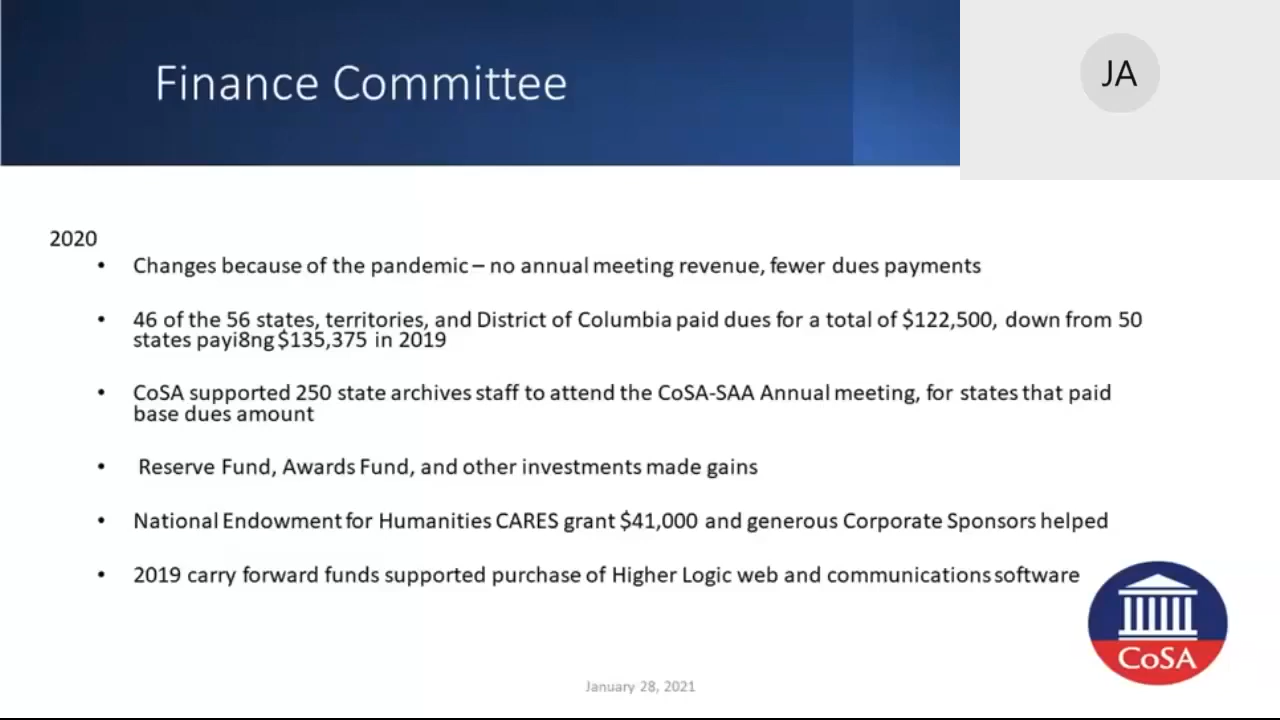 Finance Committee
JA
2020
• Changes because of the pandemic – no annual meeting revenue, fewer dues payments
• 46 of the 56 states, territories, and District of Columbia paid dues for a total of $122,500, down from 50
states payi8ng $135,375 in 2019
• CoSA supported 250 state archives staff to attend the CoSA-SAA Annual meeting, for states that paid
base dues amount
• Reserve Fund, Awards Fund, and other investments made gains
• National Endowment for Humanities CARES grant $41,000 and generous Corporate Sponsors helped
• 2019 carry forward funds supported purchase of Higher Logic web and communications software
CoSA
January 28, 2021